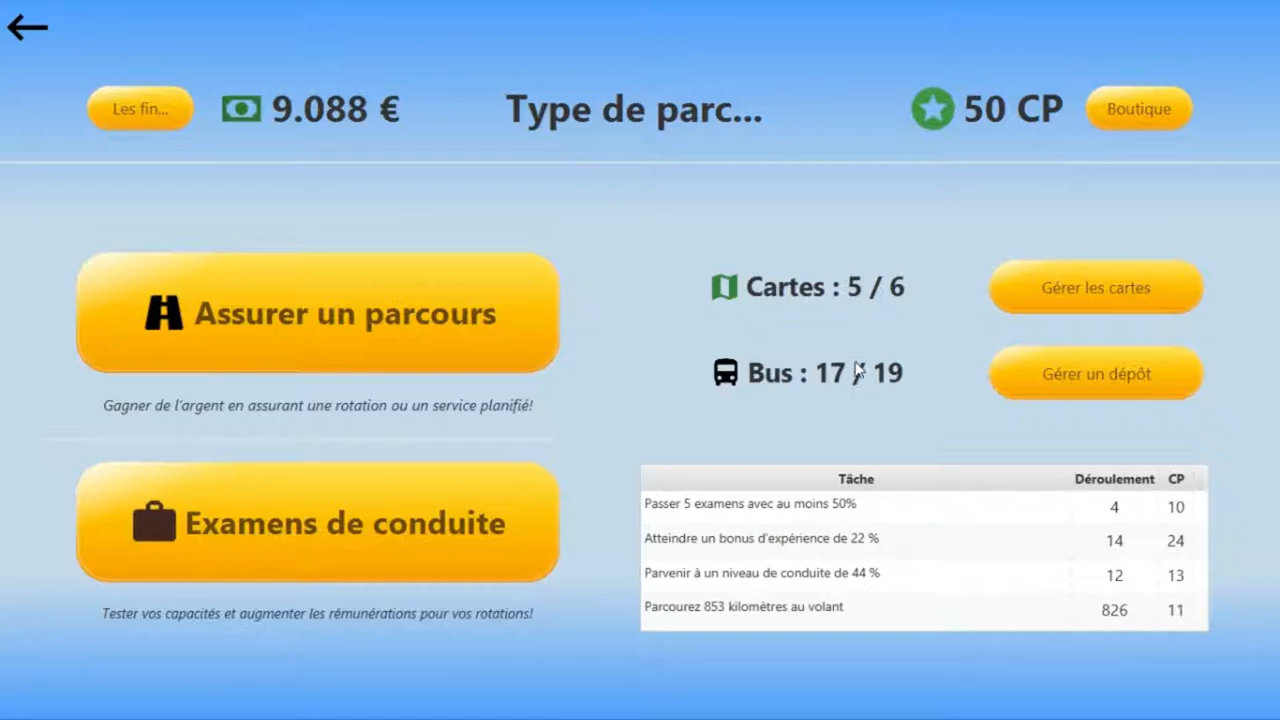 Les fin...
9.088 €
Type de parc...
50 CP
Boutique
Assurer un parcours
Gagner de l'argent en assurant une rotation ou un service planifié!
Examens de conduite
Tester vos capacités et augmenter les rémunérations pour vos rotations!
Cartes : 5 / 6
Gérer les cartes
Bus : 17 / 19
Gérer un dépôt
Tâche Déroulement CP
Passer 5 examens avec au moins 50% 4 10
Atteindre un bonus d'expérience de 22 % 14 24
Parvenir à un niveau de conduite de 44 % 12 13
Parcourez 853 kilomètres au volant 826 11